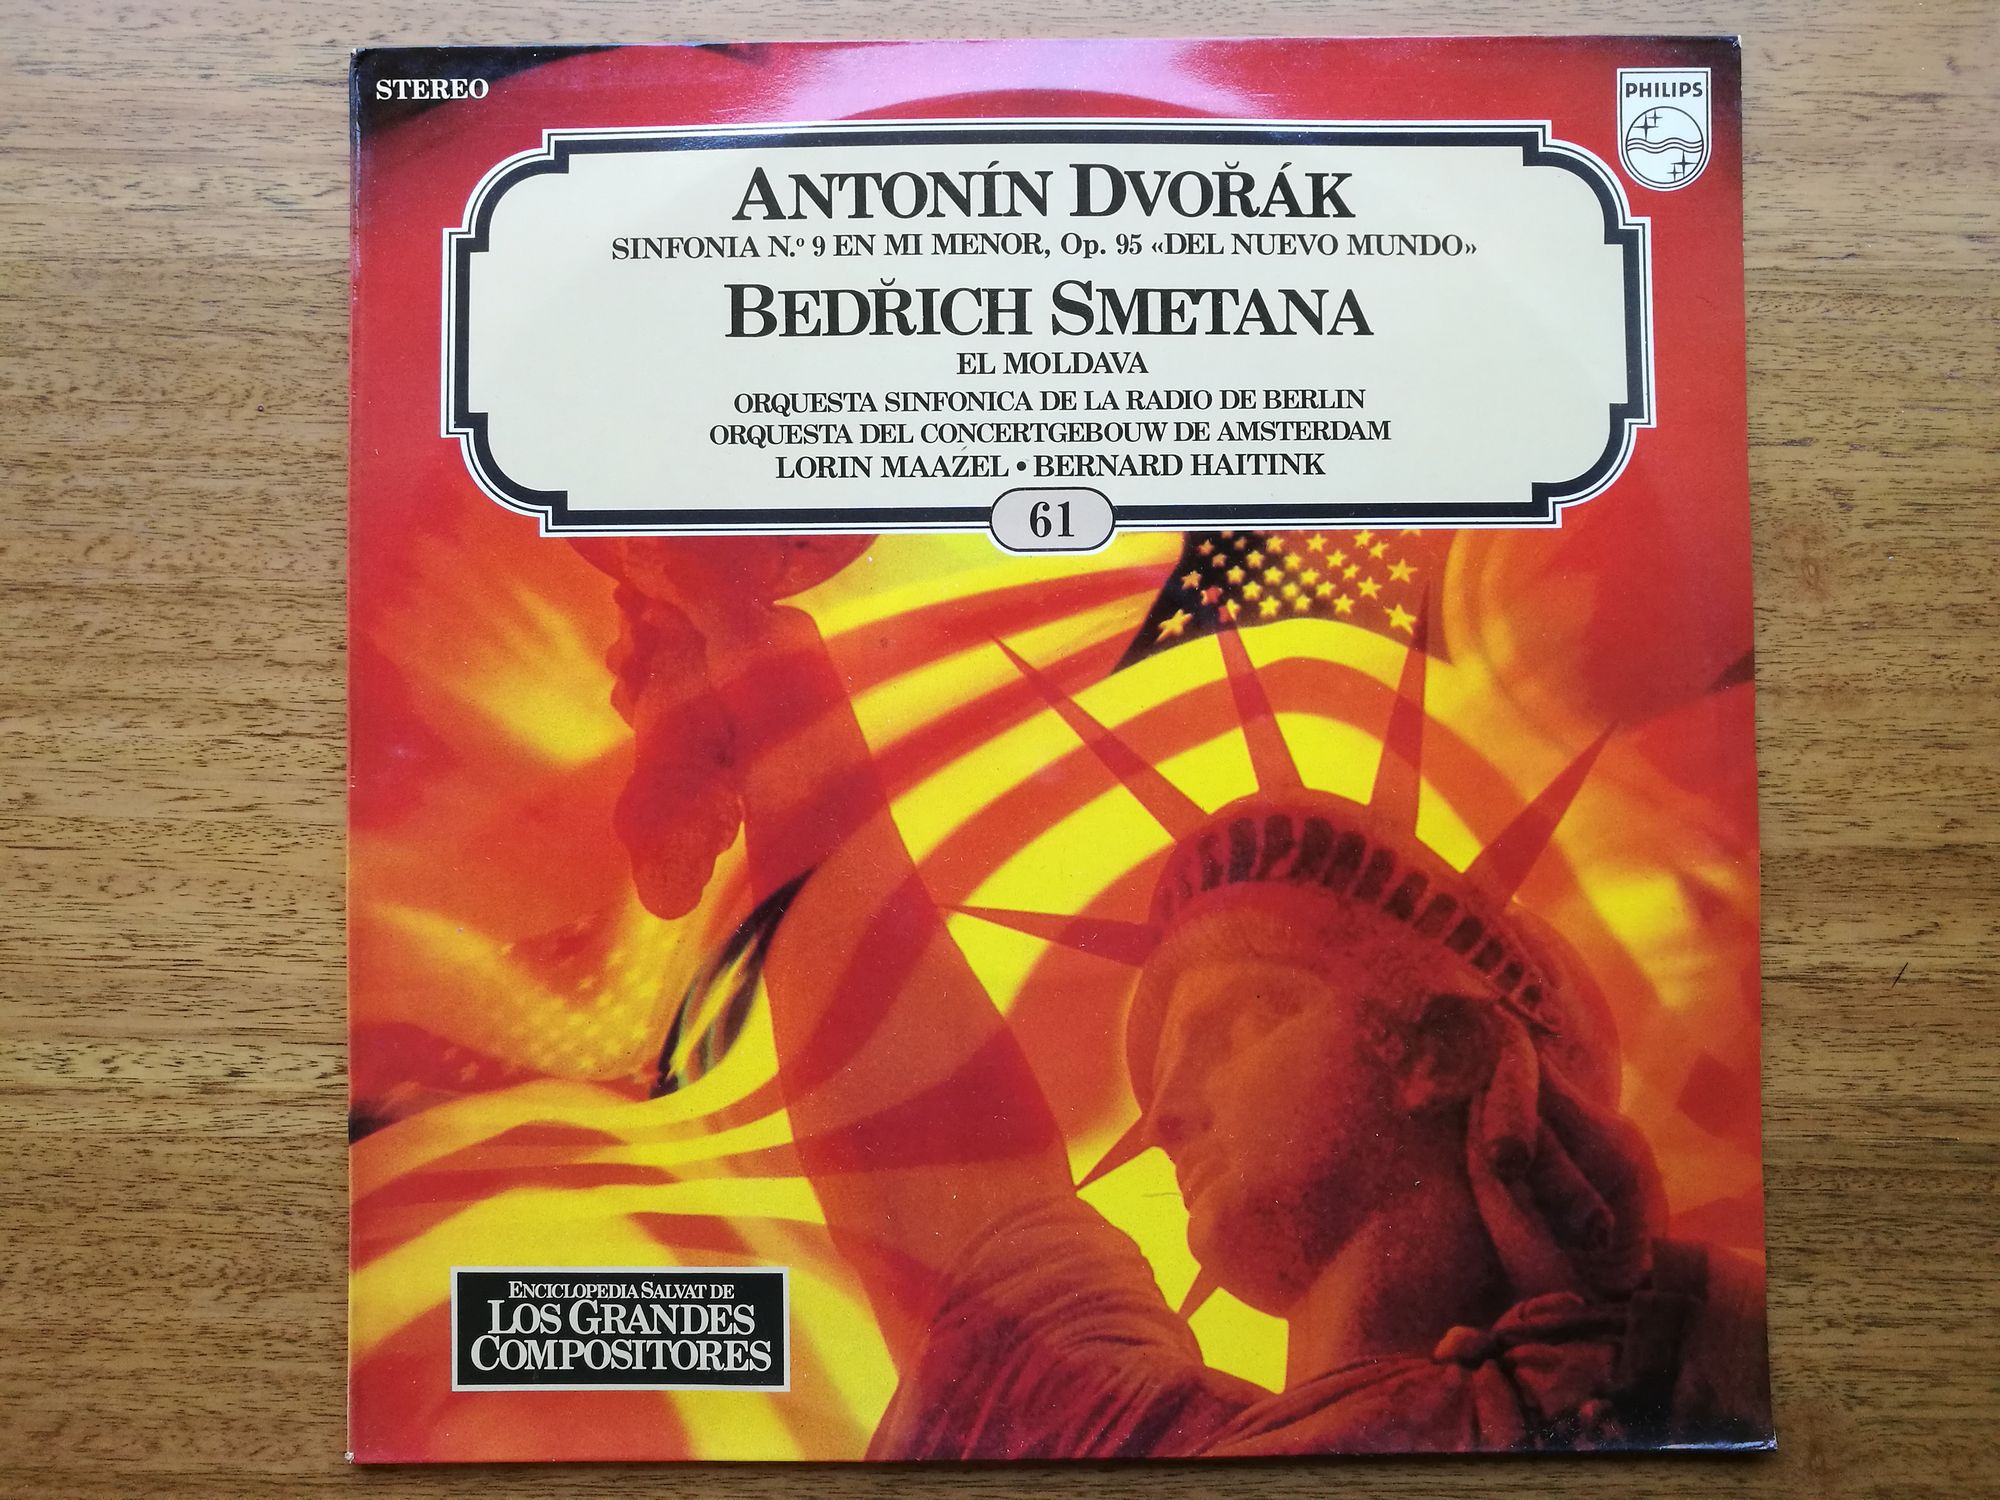 STEREO
PHILIPS
ANTONÍN DVOŘÁK
SINFONIA N.º 9 EN MI MENOR, Op. 95 «DEL NUEVO MUNDO»
BEDŘICH SMETANA
EL MOLDAVA
ORQUESTA SINFONICA DE LA RADIO DE BERLIN
ORQUESTA DEL CONCERTGEBOUW DE AMSTERDAM
LORIN MAAŹEL • BERNARD HAITINK
61
ENCICLOPEDIA SALVAT DE
LOS GRANDES
COMPOSITORES